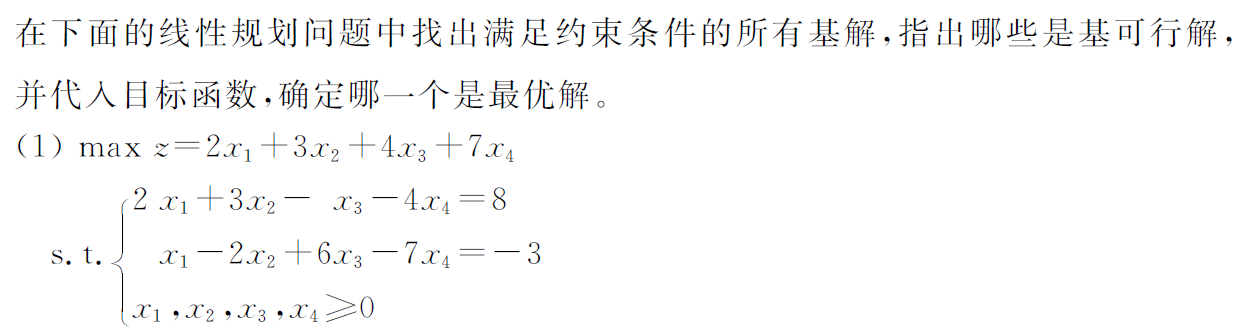 在下面的线性规划问题中找出满足约束条件的所有基解,指出哪些是基可行解,
并代入目标函数,确定哪一个是最优解。
(1) max z=2x₁+3x₂+4x₃+7x₄
2 x₁+3x₂- x₃-4x₄=8
s. t. { x₁-2x₂+6x₃-7x₄=-3
x₁,x₂,x₃,x₄⩾0